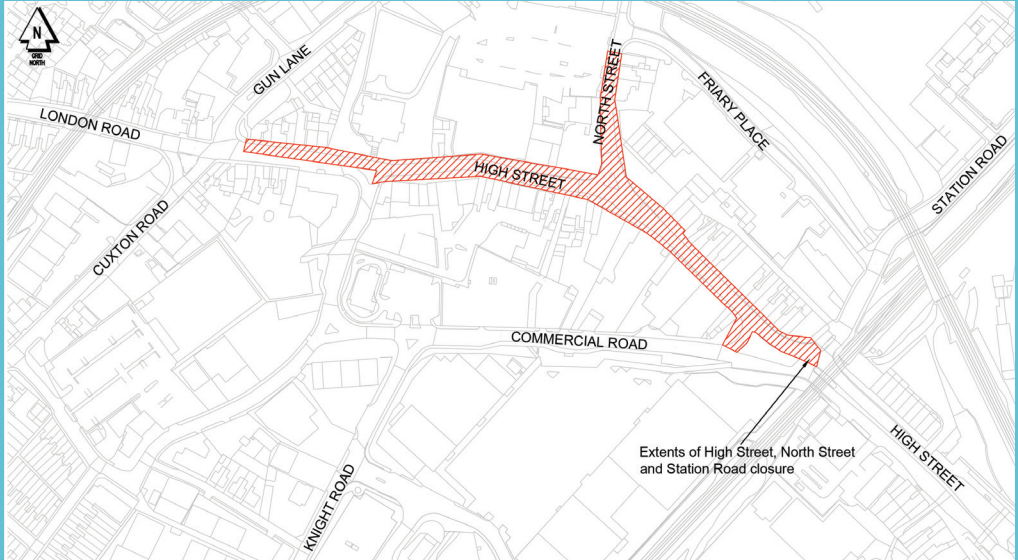 N
GRID
NORTH
GUN LANE
LONDON ROAD
NORTH STREET
FRIARY PLACE
STATION ROAD
HIGH STREET
CUXTON ROAD
COMMERCIAL ROAD
Extents of High Street, North Street
and Station Road closure
HIGH STREET
KNIGHT ROAD